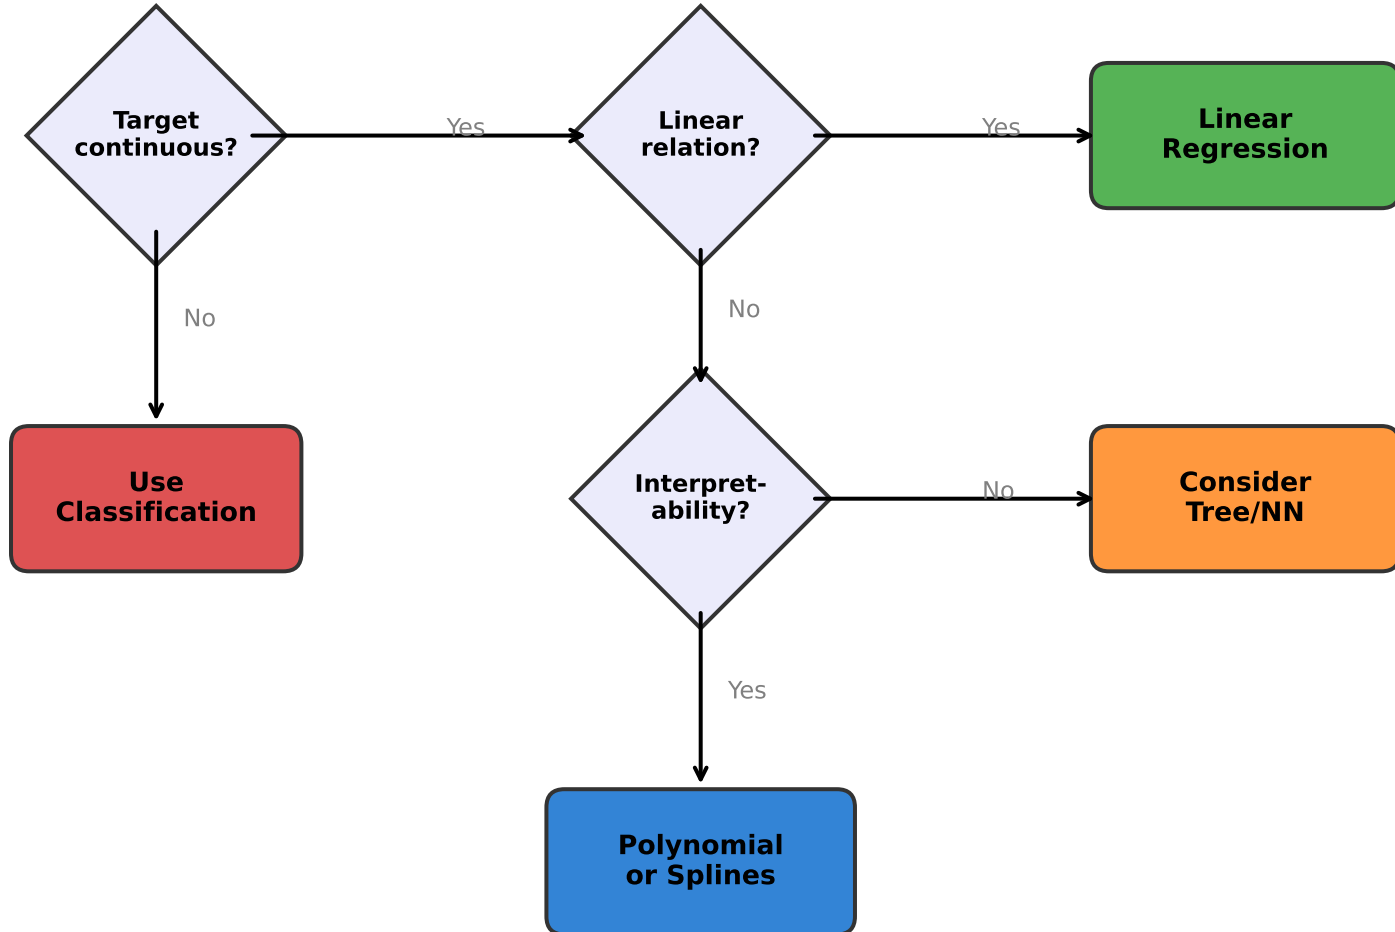 Target
continuous?
Yes
Linear
relation?
Yes
Linear
Regression
No
No
Use
Classification
Interpret-
ability?
No
Consider
Tree/NN
Yes
Polynomial
or Splines